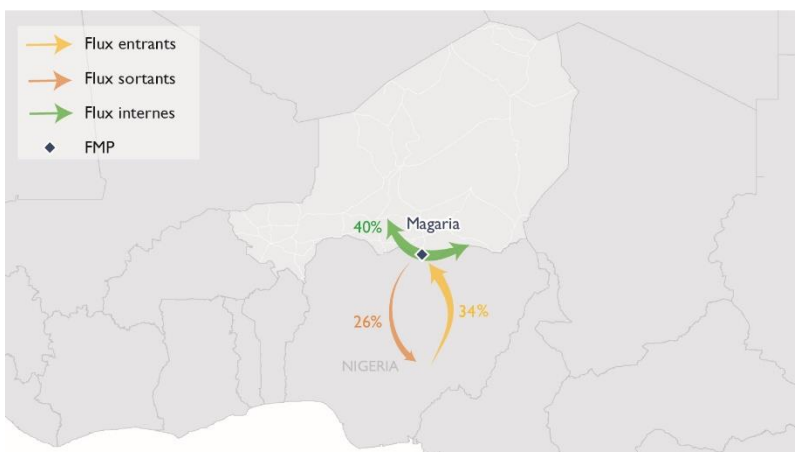 Flux entrants
Flux sortants
Flux internes
FMP
40%
Magaria
26%
34%
NIGERIA